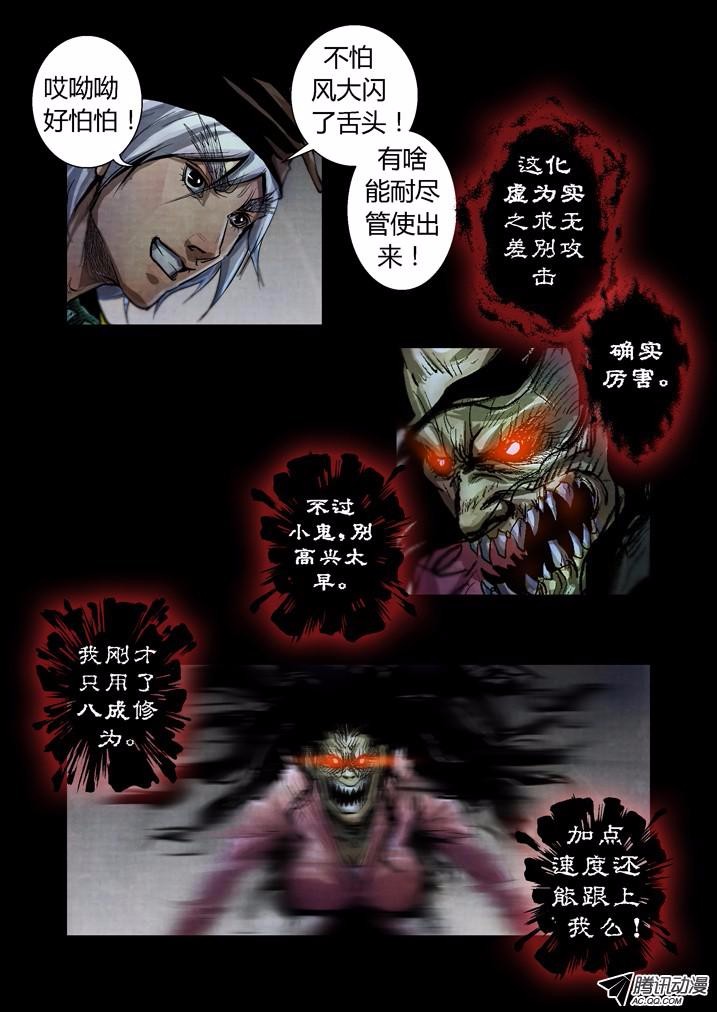 哎呦呦
好怕怕！
不怕
风大闪
了舌头！
有啥
能耐尽
管使出
来！
这化
虚为实
之术无
差别攻
击
确实
厉害。
不过
小鬼,别
高兴太
早。
我刚才
只用了
八成修
为。
加点
速度还
能跟上
我么！
腾讯动漫
AC.QQ.COM